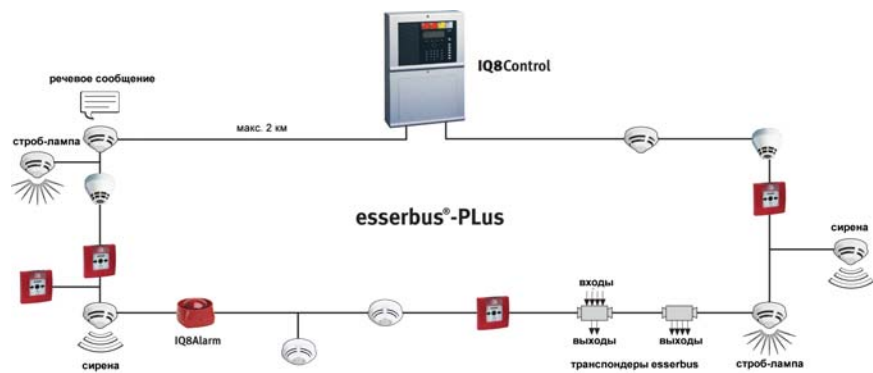 IQ8Control
речевое сообщение
макс. 2 км
строб-лампа
esserbus®-PLus
сирена
входы
IQ8Alarm
выходы
выходы
транспондеры esserbus
строб-лампа
сирена